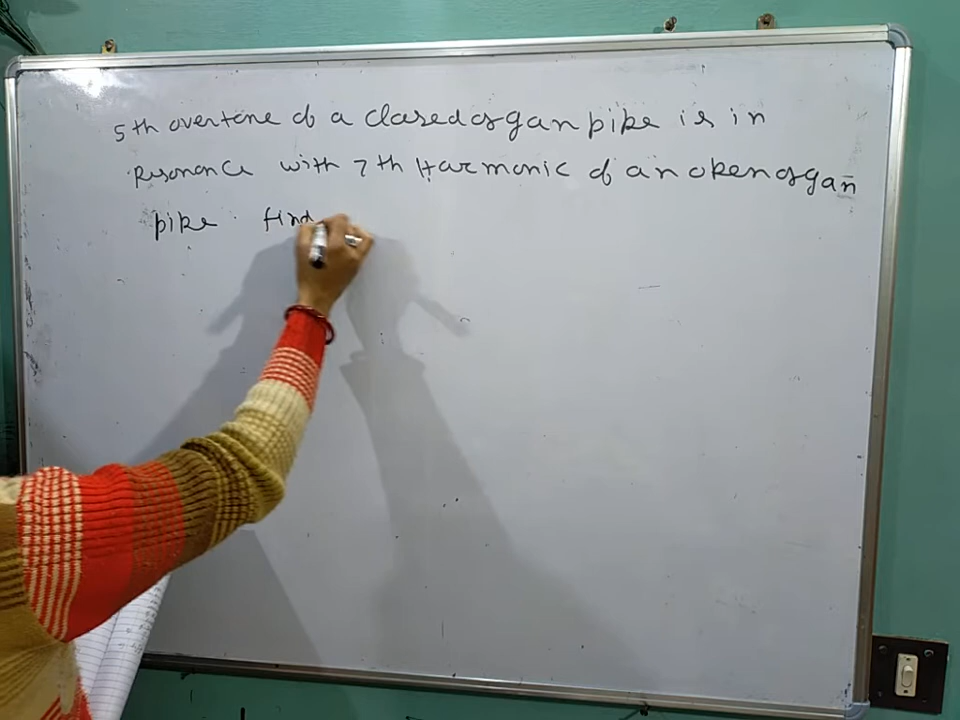 5th overtone of a closed organ pipe is in
Resonance with 7th Harmonic of an open organ
pipe find